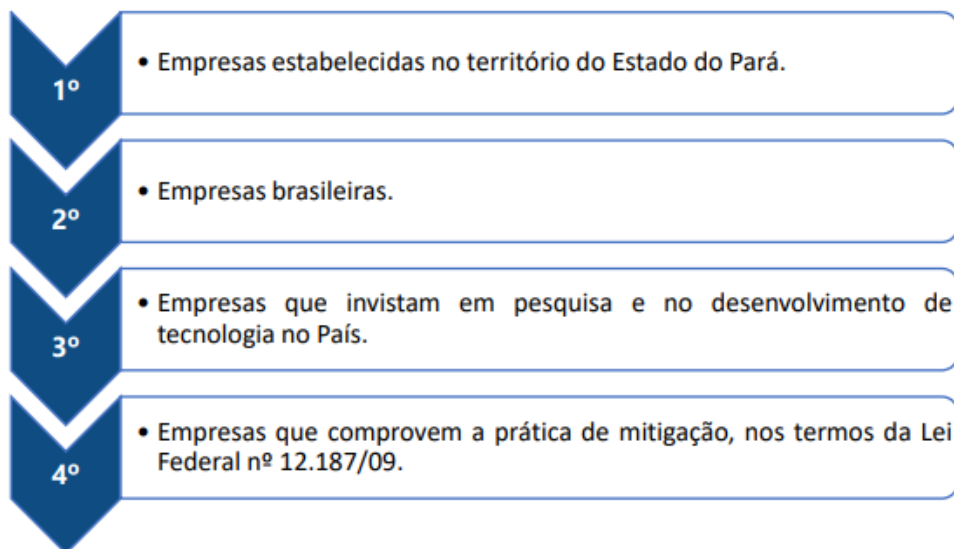 1º
• Empresas estabelecidas no território do Estado do Pará.
2º
• Empresas brasileiras.
3º
• Empresas que invistam em pesquisa e no desenvolvimento de
tecnologia no País.
4º
• Empresas que comprovem a prática de mitigação, nos termos da Lei
Federal nº 12.187/09.